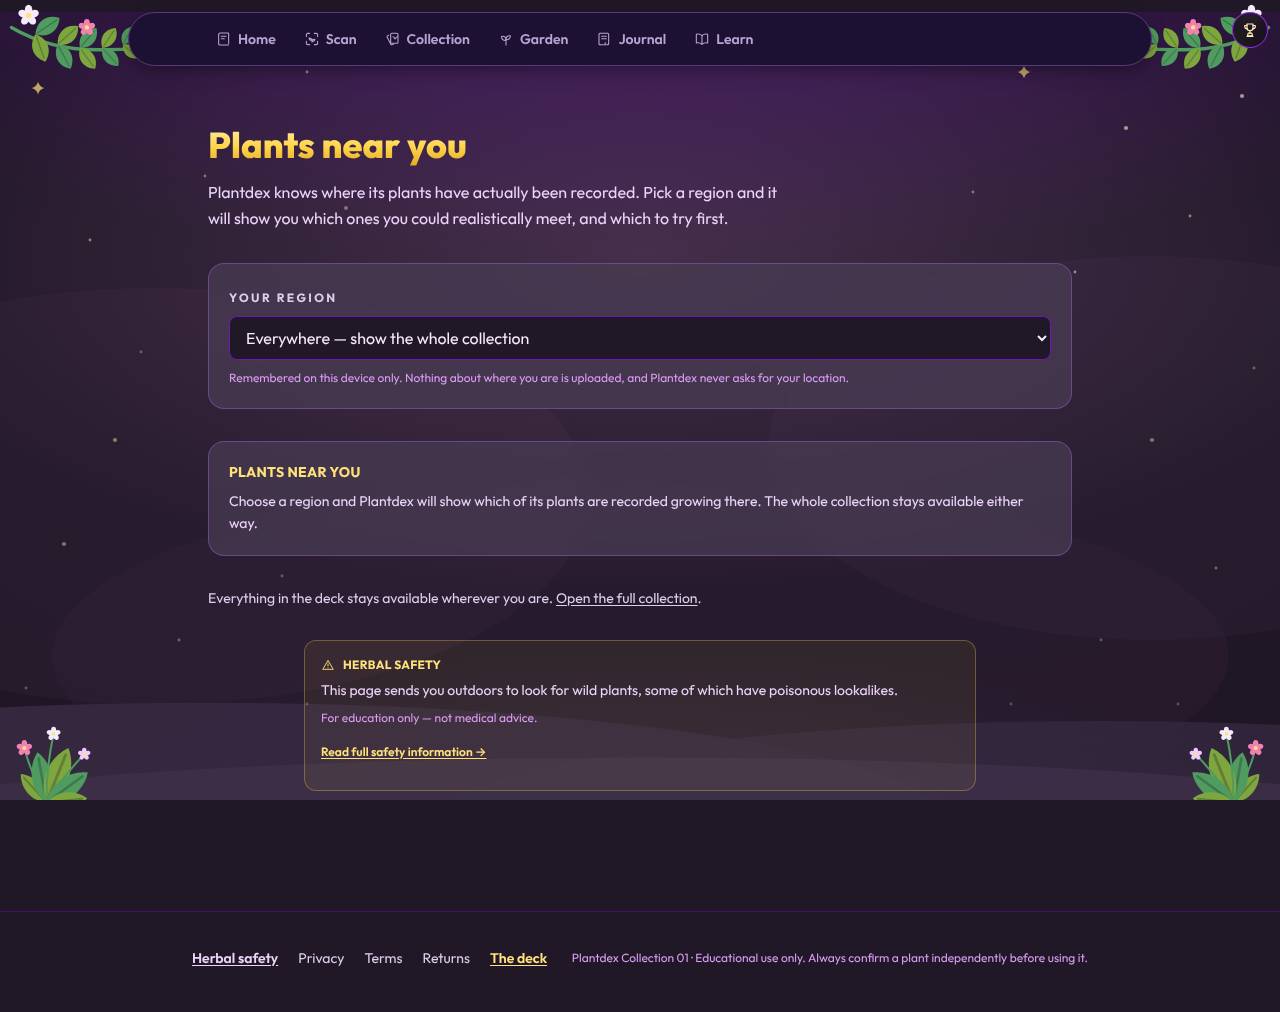 Home
Scan
Collection
Garden
Journal
Learn
Plants near you
Plantdex knows where its plants have actually been recorded. Pick a region and it
will show you which ones you could realistically meet, and which to try first.
YOUR REGION
Everywhere — show the whole collection
Remembered on this device only. Nothing about where you are is uploaded, and Plantdex never asks for your location.
PLANTS NEAR YOU
Choose a region and Plantdex will show which of its plants are recorded growing there. The whole collection stays available either
way.
Everything in the deck stays available wherever you are. Open the full collection.
HERBAL SAFETY
This page sends you outdoors to look for wild plants, some of which have poisonous lookalikes.
For education only — not medical advice.
Read full safety information →
Herbal safety
Privacy
Terms
Returns
The deck
Plantdex Collection 01 · Educational use only. Always confirm a plant independently before using it.